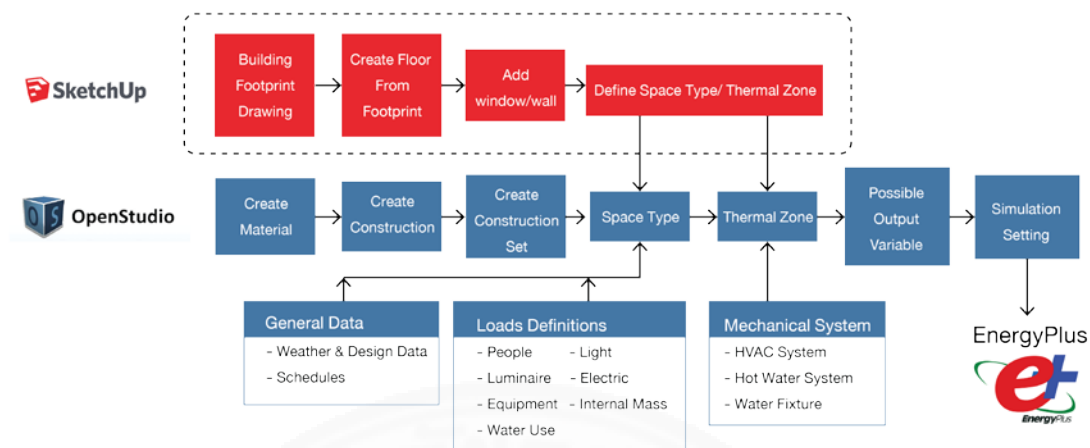 SketchUp
Building
Footprint
Drawing
Create Floor
From
Footprint
Add
window/wall
Define Space Type/ Thermal Zone
OS
OpenStudio
Create
Material
Create
Construction
Create
Construction
Set
Space Type
Thermal Zone
Possible
Output
Variable
Simulation
Setting
General Data
- Weather & Design Data
- Schedules
Loads Definitions
- People - Light
- Luminaire - Electric
- Equipment - Internal Mass
- Water Use
Mechanical System
- HVAC System
- Hot Water System
- Water Fixture
EnergyPlus
e+
EnergyPlus